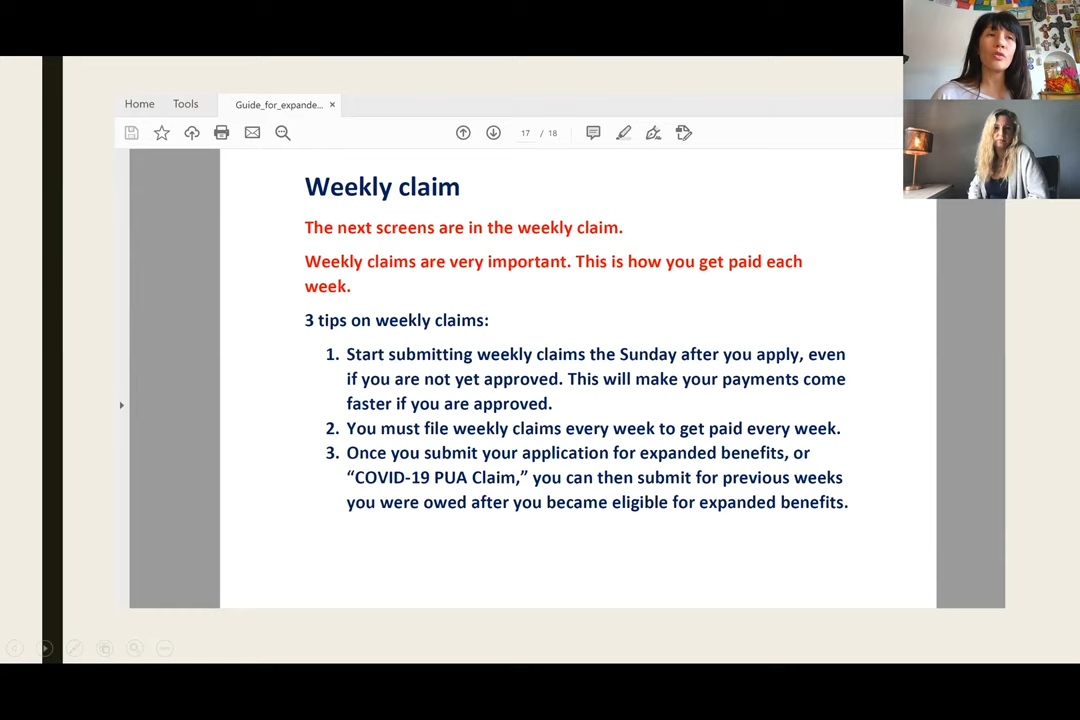 Home Tools Guide_for_expande...
17 / 18
Weekly claim
The next screens are in the weekly claim.
Weekly claims are very important. This is how you get paid each
week.
3 tips on weekly claims:
1. Start submitting weekly claims the Sunday after you apply, even
if you are not yet approved. This will make your payments come
faster if you are approved.
2. You must file weekly claims every week to get paid every week.
3. Once you submit your application for expanded benefits, or
“COVID-19 PUA Claim,” you can then submit for previous weeks
you were owed after you became eligible for expanded benefits.